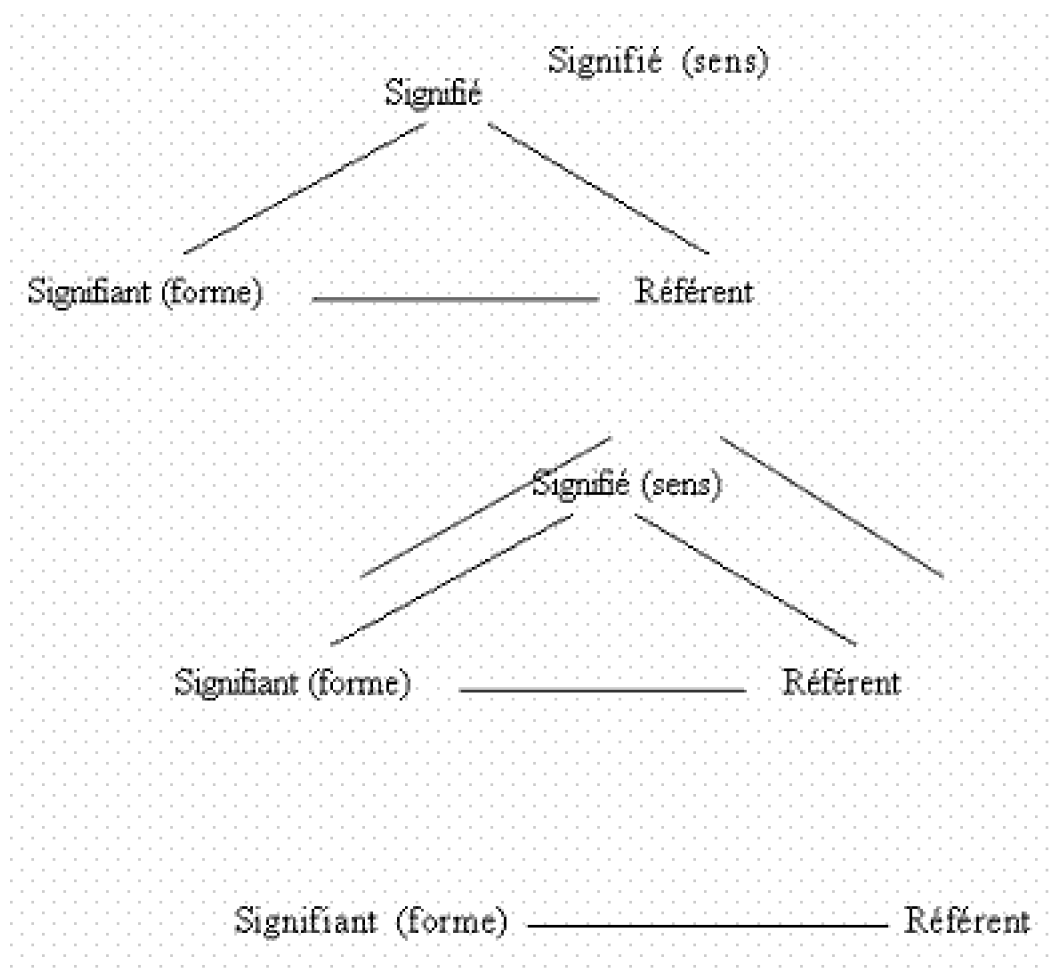 Signifié (sens)
Signifié
Signifiant (forme) Référent
Signifié (sens)
Signifiant (forme) Référent
Signifiant (forme) Référent